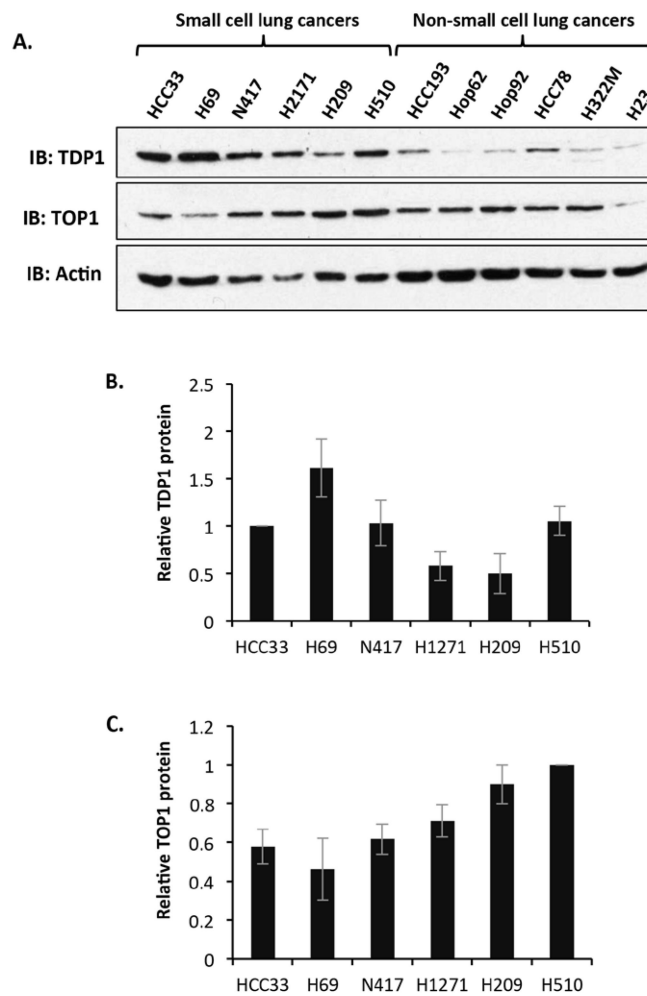 Small cell lung cancers
Non-small cell lung cancers
A.
HCC33
H69
N417
H2171
H209
H510
HCC193
Hop62
Hop92
HCC78
H322M
H23
IB: TDP1
IB: TOP1
IB: Actin
B.
Relative TDP1 protein
2.5
2
1.5
1
0.5
0
HCC33 H69 N417 H1271 H209 H510
C.
Relative TOP1 protein
1.2
1
0.8
0.6
0.4
0.2
0
HCC33 H69 N417 H1271 H209 H510